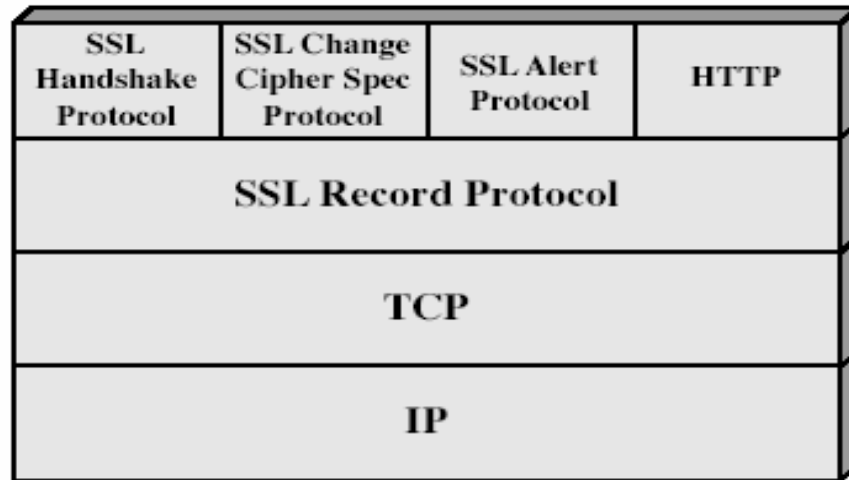 SSL
Handshake
Protocol
SSL Change
Cipher Spec
Protocol
SSL Alert
Protocol
HTTP
SSL Record Protocol
TCP
IP